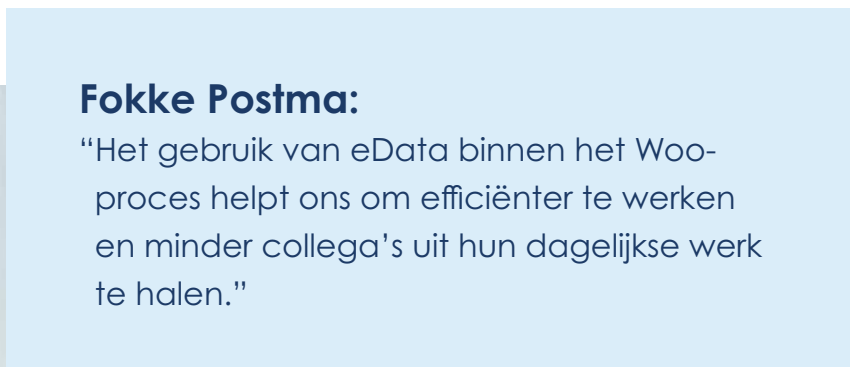 Fokke Postma:
“Het gebruik van eData binnen het Woo-
proces helpt ons om efficiënter te werken
en minder collega’s uit hun dagelijkse werk
te halen.”